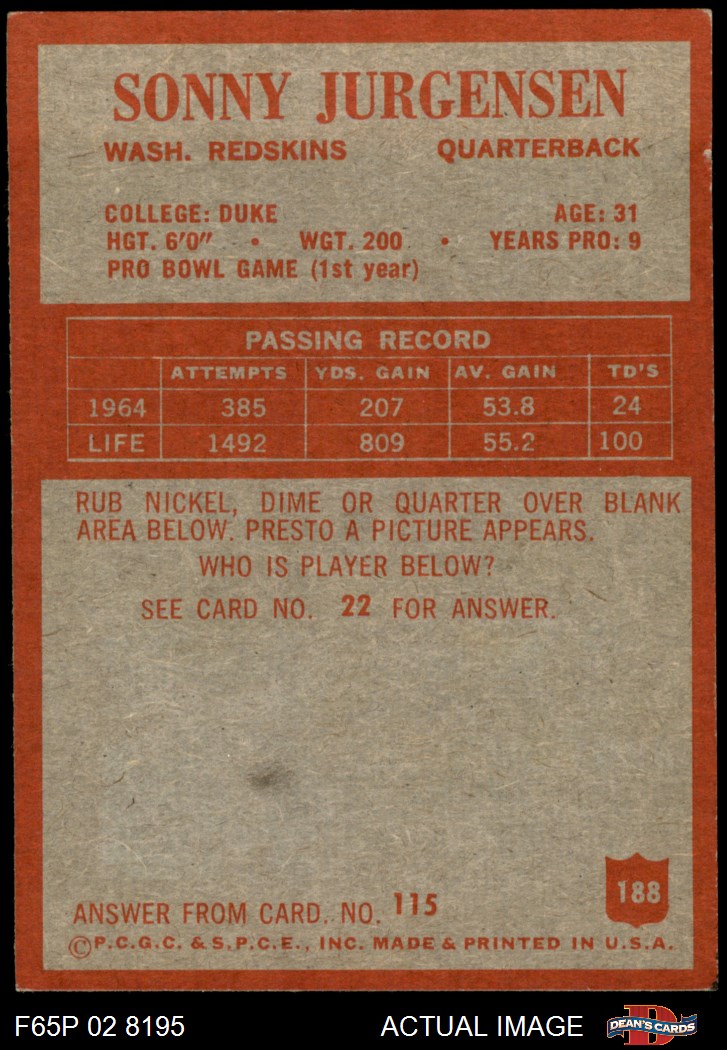 SONNY JURGENSEN
WASH. REDSKINS QUARTERBACK
COLLEGE: DUKE AGE: 31
HGT. 6'0" • WGT. 200 • YEARS PRO: 9
PRO BOWL GAME (1st year)
PASSING RECORD
ATTEMPTS YDS. GAIN AV. GAIN TD'S
1964 385 207 53.8 24
LIFE 1492 809 55.2 100
RUB NICKEL, DIME OR QUARTER OVER BLANK
AREA BELOW. PRESTO A PICTURE APPEARS.
WHO IS PLAYER BELOW?
SEE CARD NO. 22 FOR ANSWER.
188
ANSWER FROM CARD. NO. 115
©P.C.G.C. & S.P.C.E., INC. MADE & PRINTED IN U.S.A.
F65P 02 8195 ACTUAL IMAGE DEAN'S CARDS